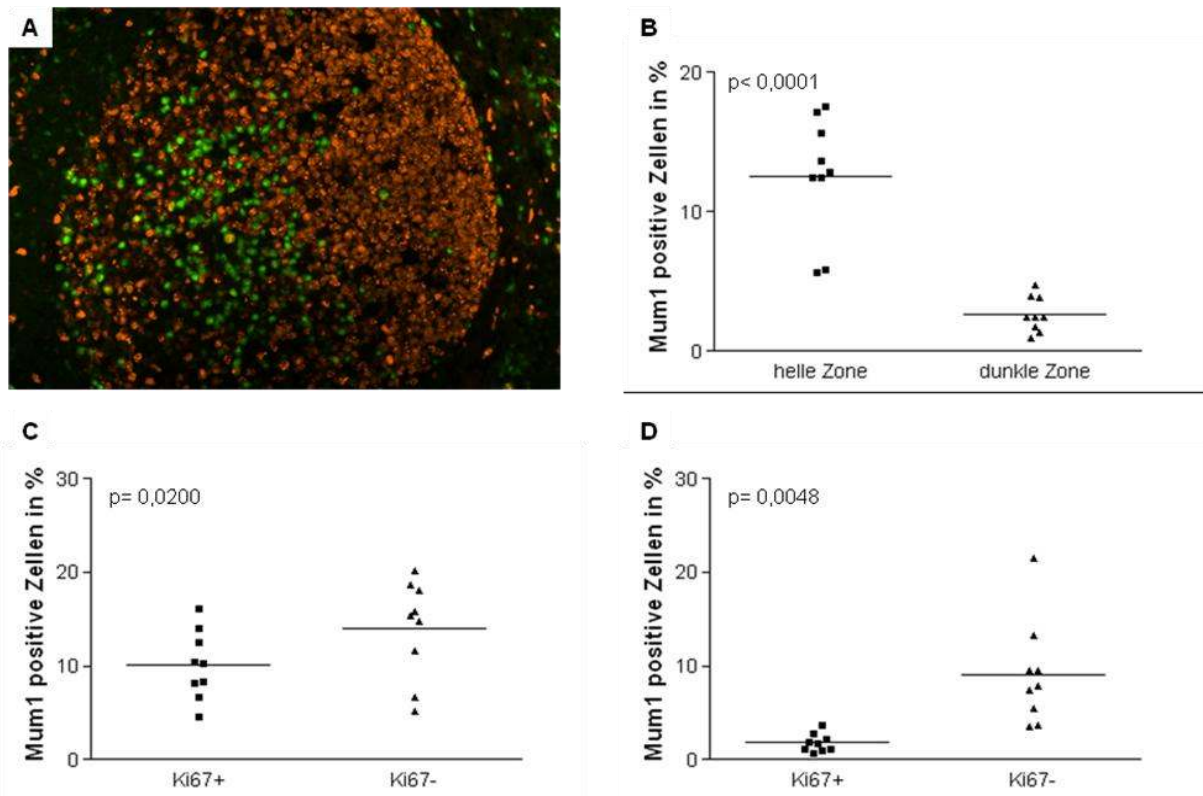 A
B
p< 0,0001
Mum1 positive Zellen in %
20
10
0
helle Zone
dunkle Zone
C
p= 0,0200
Mum1 positive Zellen in %
30
20
10
0
Ki67+
Ki67-
D
p= 0,0048
Mum1 positive Zellen in %
30
20
10
0
Ki67+
Ki67-